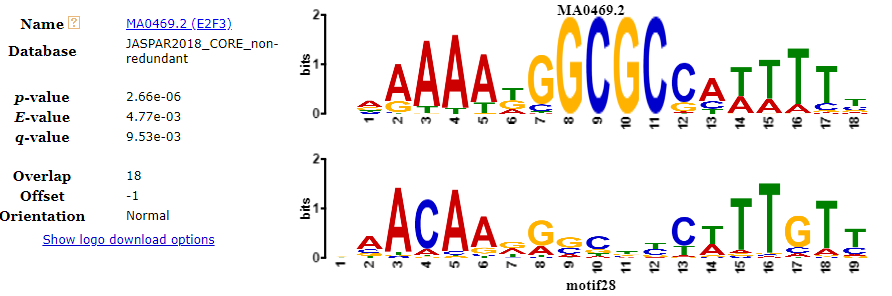 Name ? MA0469.2 (E2F3)
Database JASPAR2018_CORE_non-
redundant
p-value 2.66e-06
E-value 4.77e-03
q-value 9.53e-03
Overlap 18
Offset -1
Orientation Normal
Show logo download options
MA0469.2
2
bits
1
0
1 2 3 4 5 6 7 8 9 10 11 12 13 14 15 16 17 18
2
bits
1
0
1 2 3 4 5 6 7 8 9 10 11 12 13 14 15 16 17 18 19
motif28